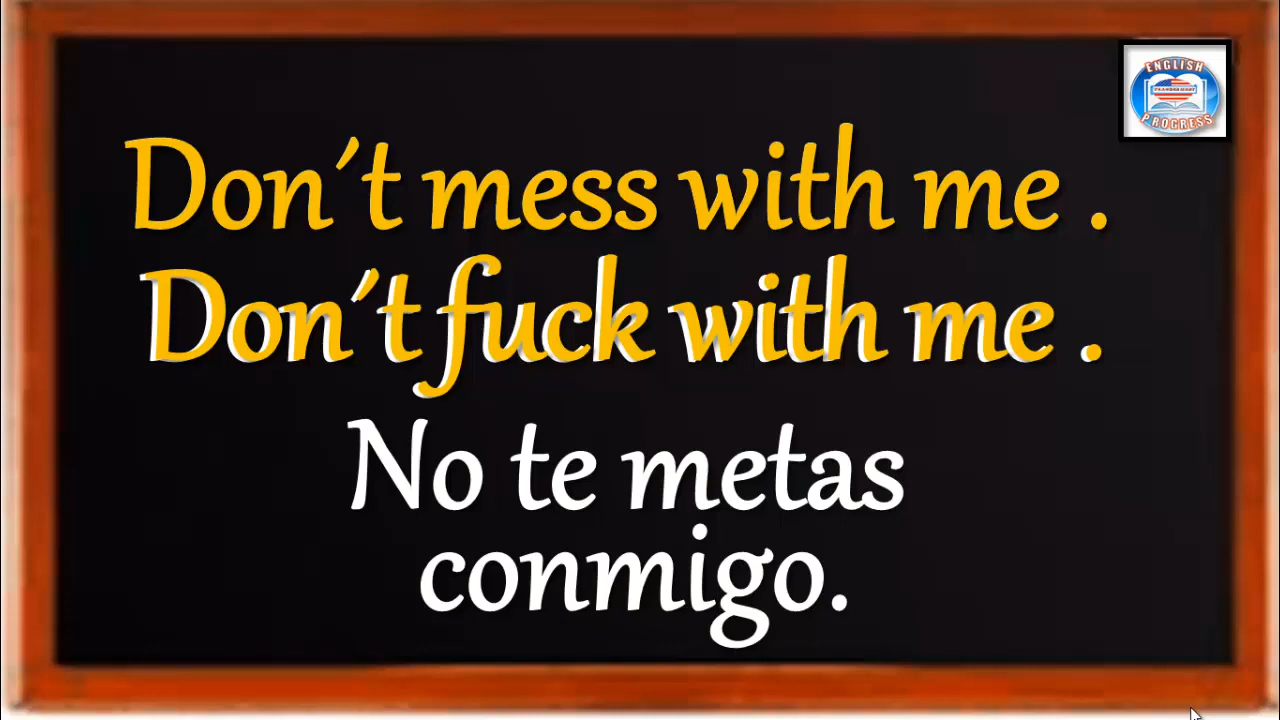 ENGLISH
PROGRESS
Don´t mess with me .
Don´t fuck with me .
No te metas
conmigo.